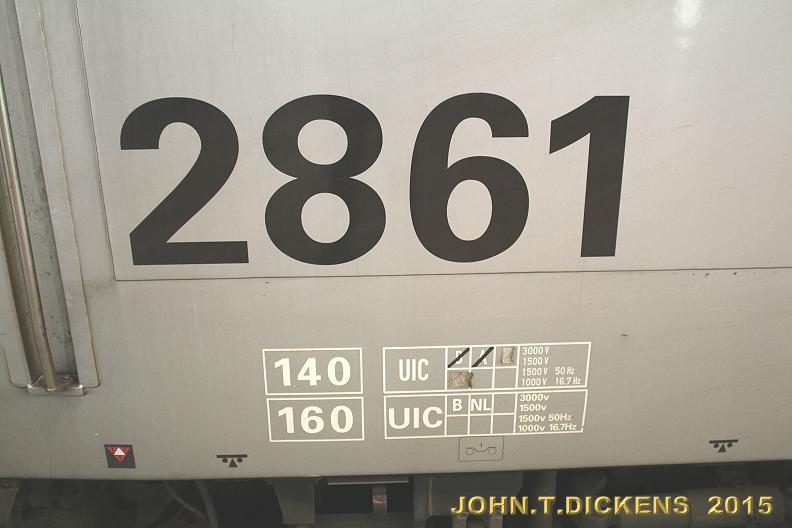 2861
140
UIC
D A
3000V
1500V
1500V 50Hz
1000V 16.7Hz
160
UIC
B NL
3000v
1500v
1500v 50Hz
1000v 16.7Hz
1
JOHN.T.DICKENS 2015